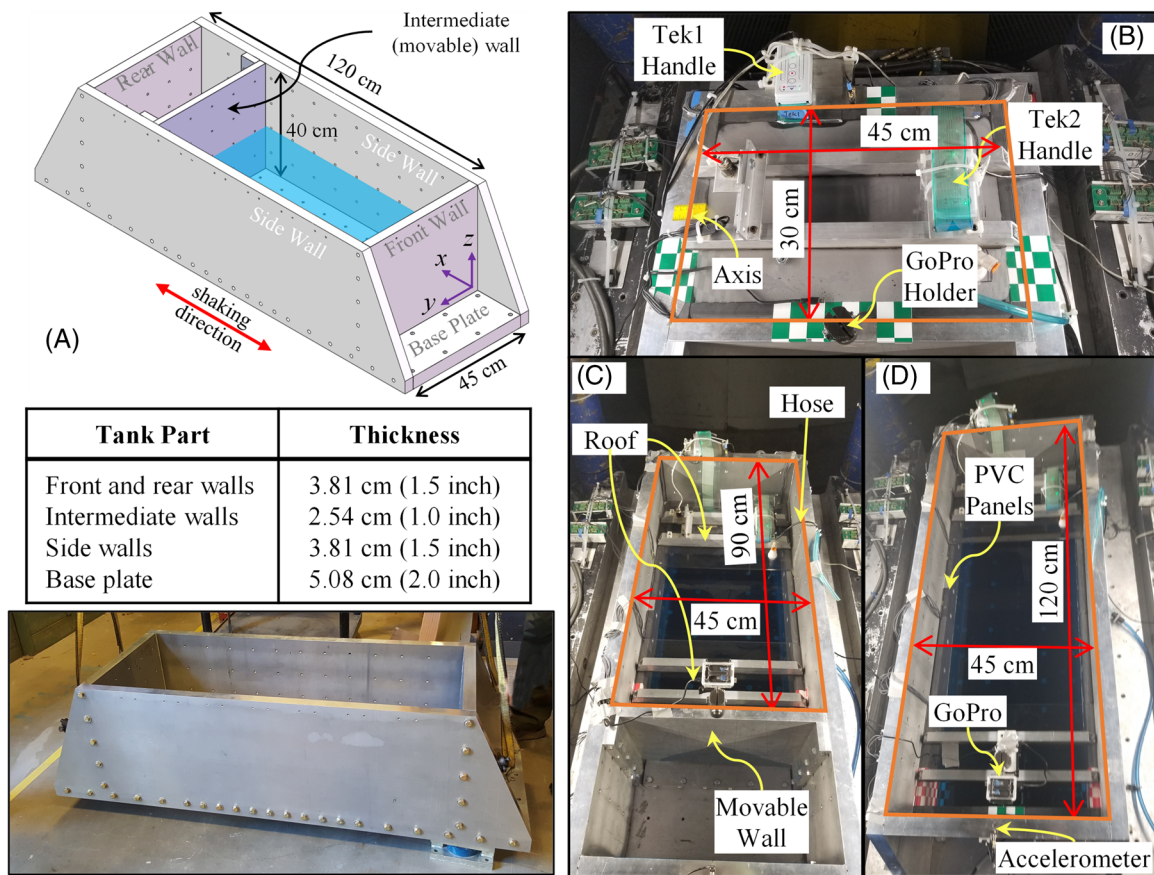 (A)
Intermediate
(movable) wall
Rear Wall
120 cm
40 cm
Side Wall
Side Wall
Front Wall
z
x
y
Base Plate
shaking
direction
45 cm
Tank Part Thickness
Front and rear walls 3.81 cm (1.5 inch)
Intermediate walls 2.54 cm (1.0 inch)
Side walls 3.81 cm (1.5 inch)
Base plate 5.08 cm (2.0 inch)
(B)
Tek1
Handle
Tek1
45 cm
Tek2
Handle
30 cm
Axis
GoPro
Holder
(C)
Hose
Roof
90 cm
45 cm
Movable
Wall
(D)
PVC
Panels
120 cm
45 cm
GoPro
Accelerometer